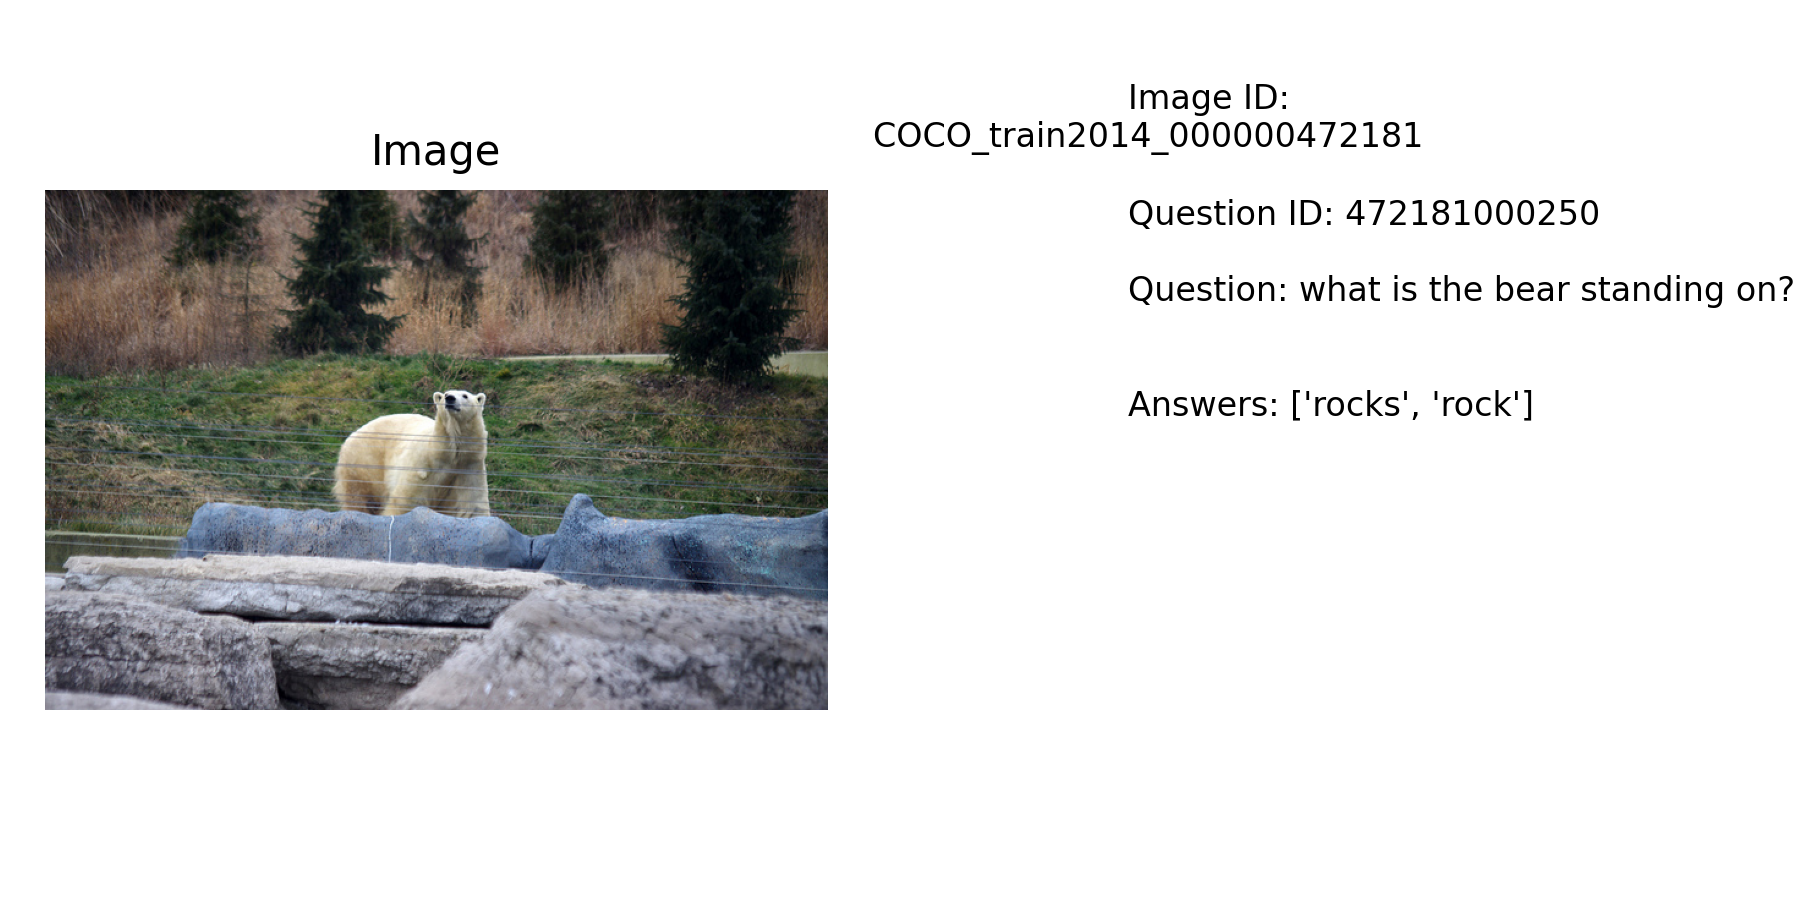 Image
Image ID:
COCO_train2014_000000472181
Question ID: 472181000250
Question: what is the bear standing on?
Answers: ['rocks', 'rock']